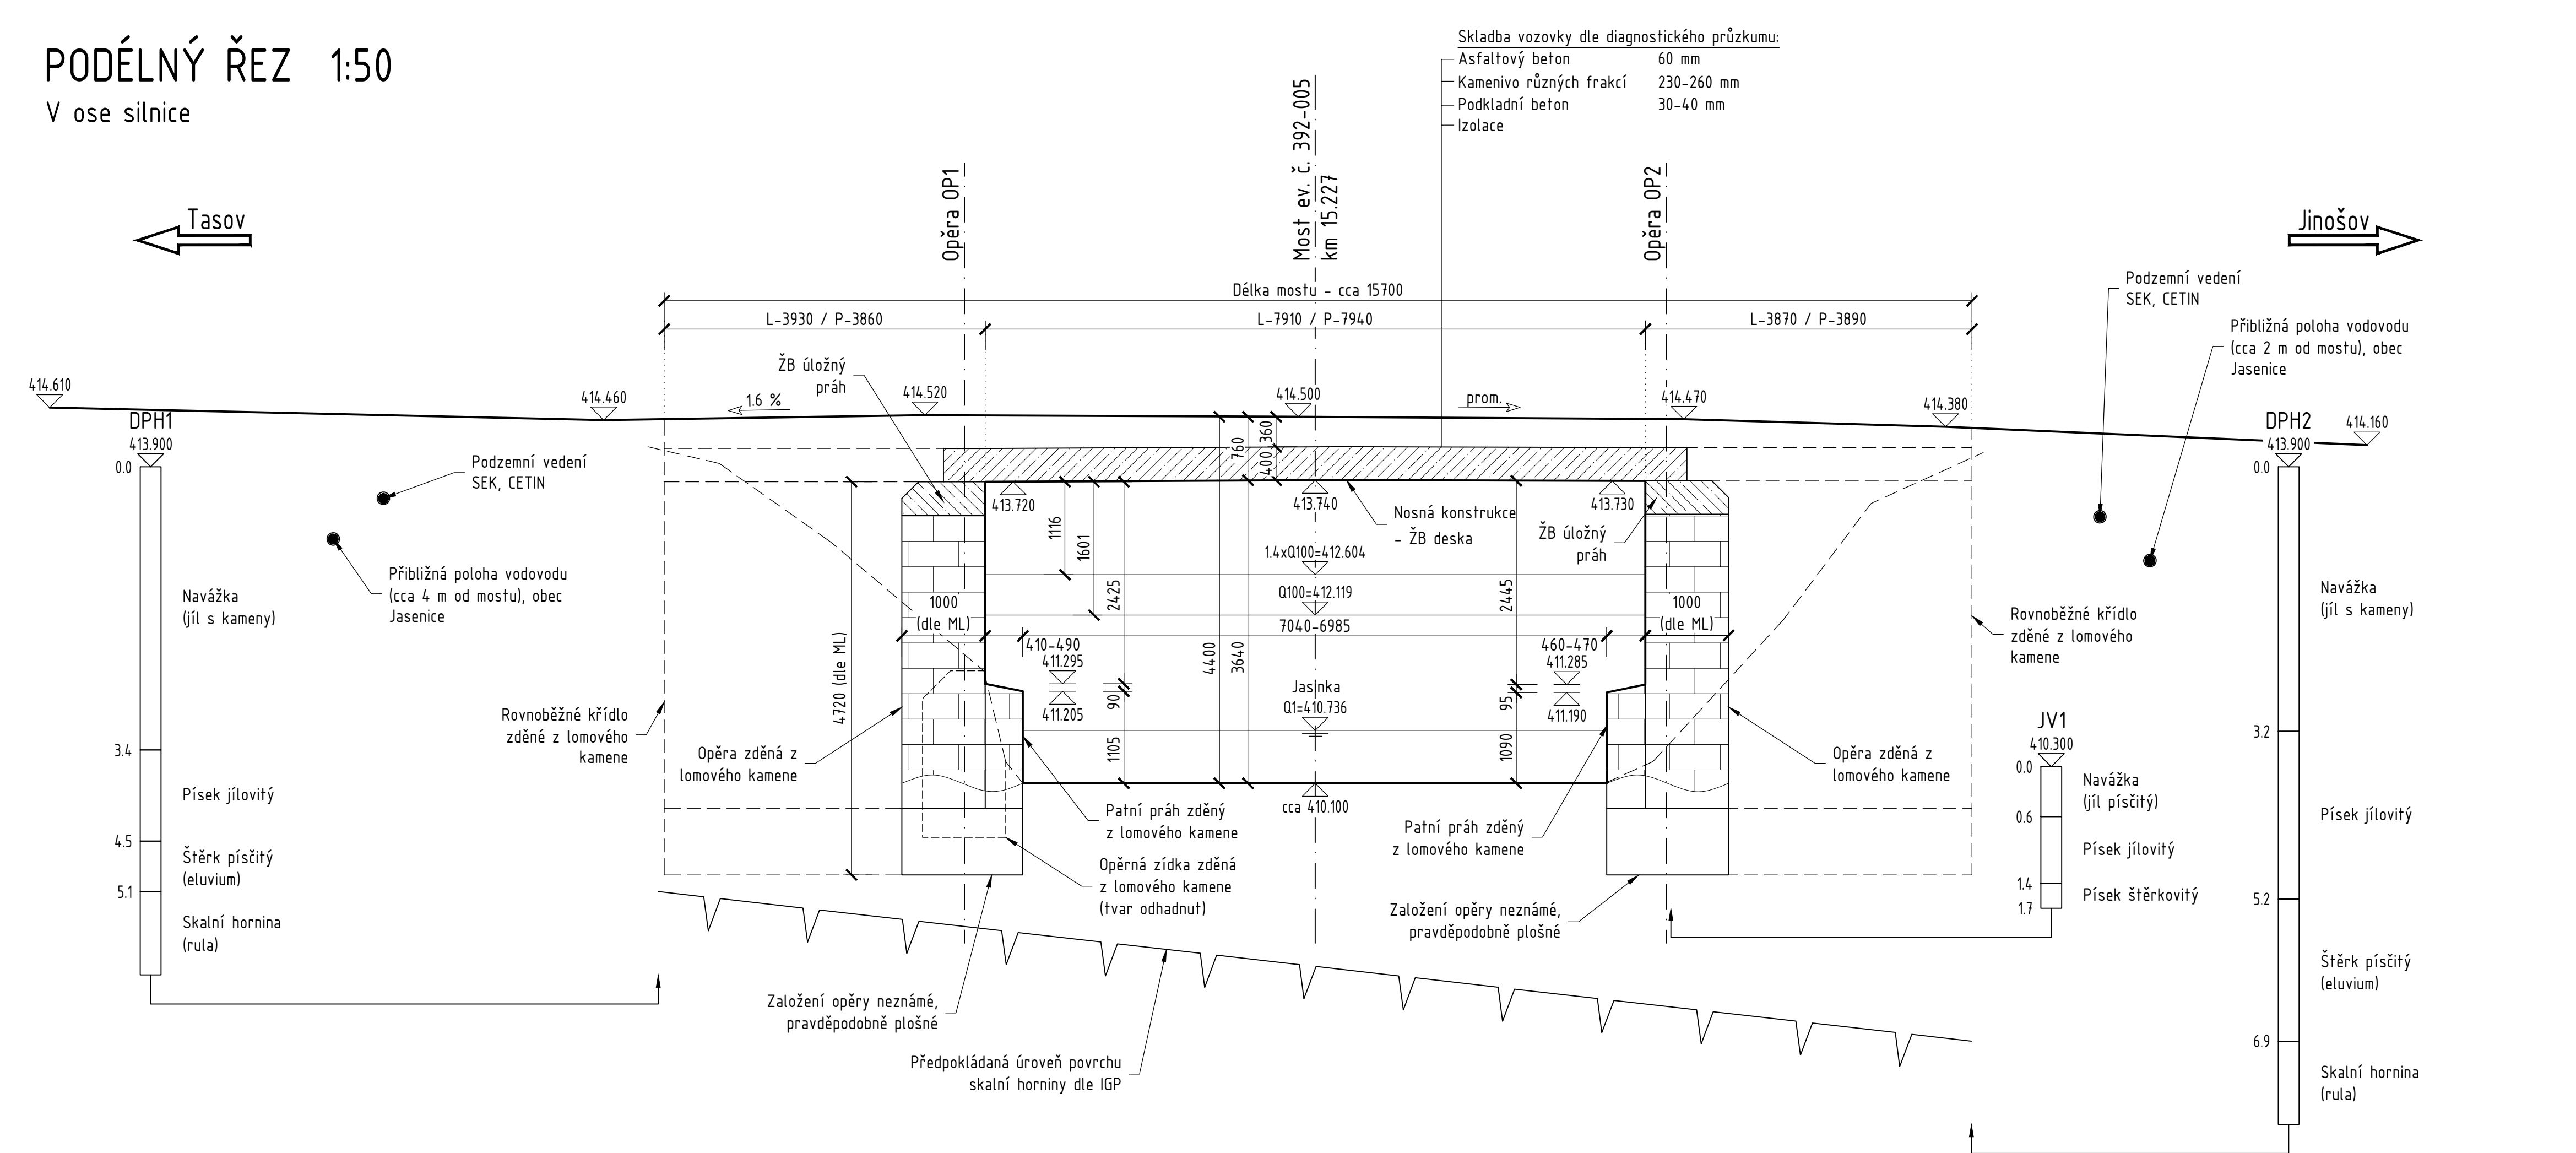 PODÉLNÝ ŘEZ 1:50
V ose silnice
Skladba vozovky dle diagnostického průzkumu:
Asfaltový beton 60 mm
Kamenivo různých frakcí 230-260 mm
Podkladní beton 30-40 mm
Izolace
Opěra OP1
Most ev. č. 392-005
km 15.227
Opěra OP2
Tasov
Jinošov
Délka mostu - cca 15700
L-3930 / P-3860
L-7910 / P-7940
L-3870 / P-3890
Podzemní vedení
SEK, CETIN
Přibližná poloha vodovodu
(cca 2 m od mostu), obec
Jasenice
ŽB úložný
práh
414.610
414.460
1.6 %
414.520
414.500
prom.
414.470
414.380
414.160
DPH1
413.900
DPH2
413.900
0.0
3.4
4.5
5.1
Navážka
(jíl s kameny)
Písek jílovitý
Štěrk písčitý
(eluvium)
Skalní hornina
(rula)
Podzemní vedení
SEK, CETIN
Přibližná poloha vodovodu
(cca 4 m od mostu), obec
Jasenice
Rovnoběžné křídlo
zděné z lomového
kamene
Opěra zděná z
lomového kamene
4720 (dle ML)
1000
(dle ML)
413.720
413.740
413.730
760
360
400
1116
1601
2425
90
1105
4400
3640
2445
95
1090
Nosná konstrukce
- ŽB deska
ŽB úložný
práh
1.4xQ100=412.604
Q100=412.119
7040-6985
410-490
411.295
411.205
460-470
411.285
411.190
1000
(dle ML)
Jasinka
Q1=410.736
cca 410.100
Patní práh zděný
z lomového kamene
Opěrná zídka zděná
z lomového kamene
(tvar odhadnut)
Patní práh zděný
z lomového kamene
Založení opěry neznámé,
pravděpodobně plošné
Založení opěry neznámé,
pravděpodobně plošné
Předpokládaná úroveň povrchu
skalní horniny dle IGP
Opěra zděná z
lomového kamene
Rovnoběžné křídlo
zděné z lomového
kamene
JV1
410.300
0.0
0.6
1.4
1.7
Navážka
(jíl písčitý)
Písek jílovitý
Písek štěrkovitý
0.0
3.2
5.2
6.9
Navážka
(jíl s kameny)
Písek jílovitý
Štěrk písčitý
(eluvium)
Skalní hornina
(rula)